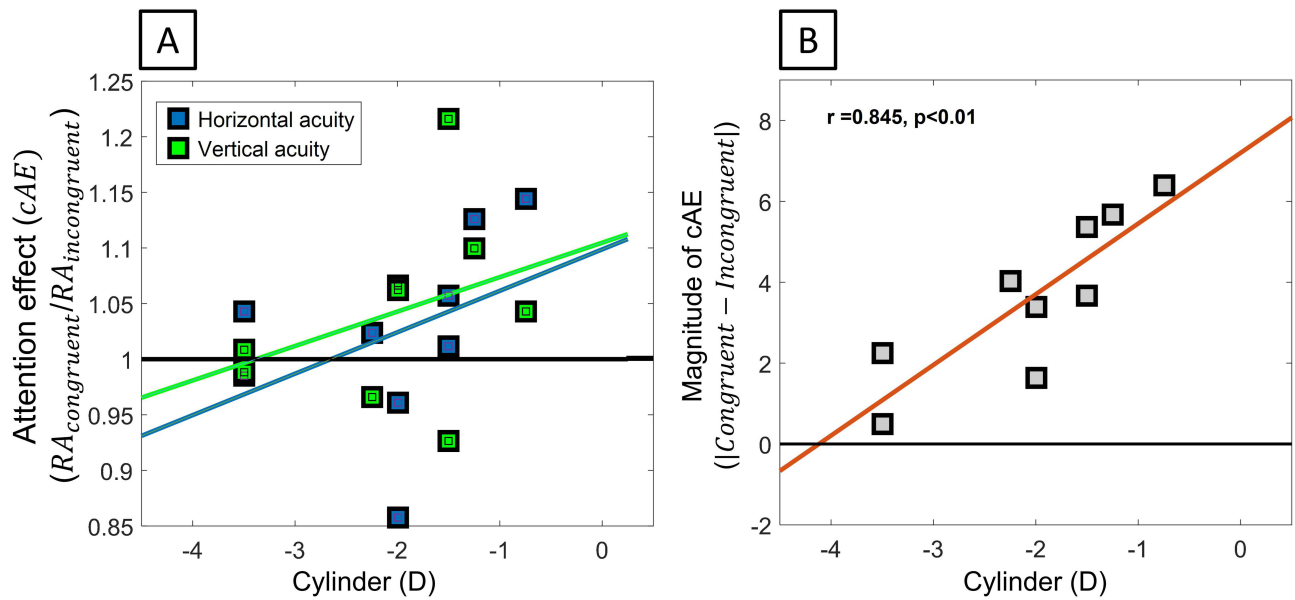 A
B
1.25
1.2
1.15
1.1
1.05
1
0.95
0.9
0.85
Attention effect (cAE)
(RAcongruent/RAincongruent)
Horizontal acuity
Vertical acuity
-4 -3 -2 -1 0
Cylinder (D)
r =0.845, p<0.01
8
6
4
2
0
-2
Magnitude of cAE
(|Congruent − Incongruent|)
-4 -3 -2 -1 0
Cylinder (D)